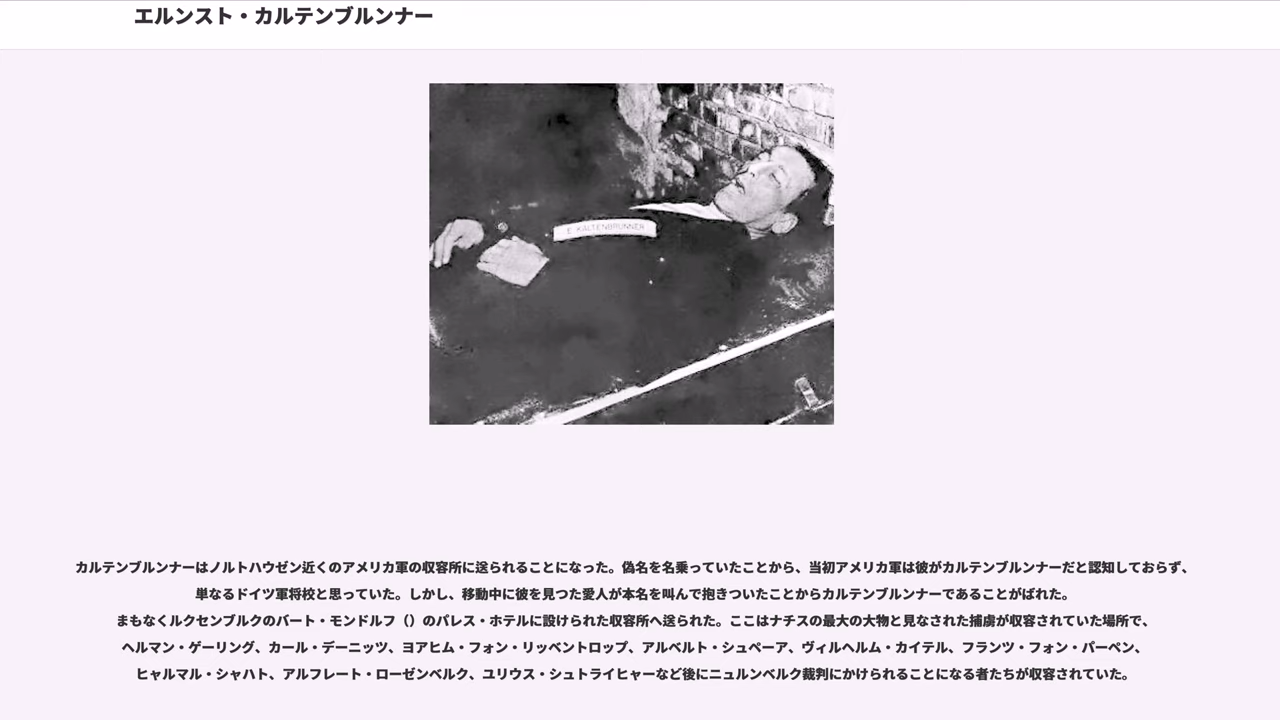 エルンスト・カルテンブルンナー
E. KALTENBRUNNER
カルテンブルンナーはノルトハウゼン近くのアメリカ軍の収容所に送られることになった。偽名を名乗っていたことから、当初アメリカ軍は彼がカルテンブルンナーだと認知しておらず、
単なるドイツ軍将校と思っていた。しかし、移動中に彼を見つた愛人が本名を叫んで抱きついたことからカルテンブルンナーであることがばれた。
まもなくルクセンブルクのバート・モンドルフ（）のパレス・ホテルに設けられた収容所へ送られた。ここはナチスの最大の大物と見なされた捕虜が収容されていた場所で、
ヘルマン・ゲーリング、カール・デーニッツ、ヨアヒム・フォン・リッベントロップ、アルベルト・シュペーア、ヴィルヘルム・カイテル、フランツ・フォン・パーペン、
ヒャルマル・シャハト、アルフレート・ローゼンベルク、ユリウス・シュトライヒャーなど後にニュルンベルク裁判にかけられることになる者たちが収容されていた。